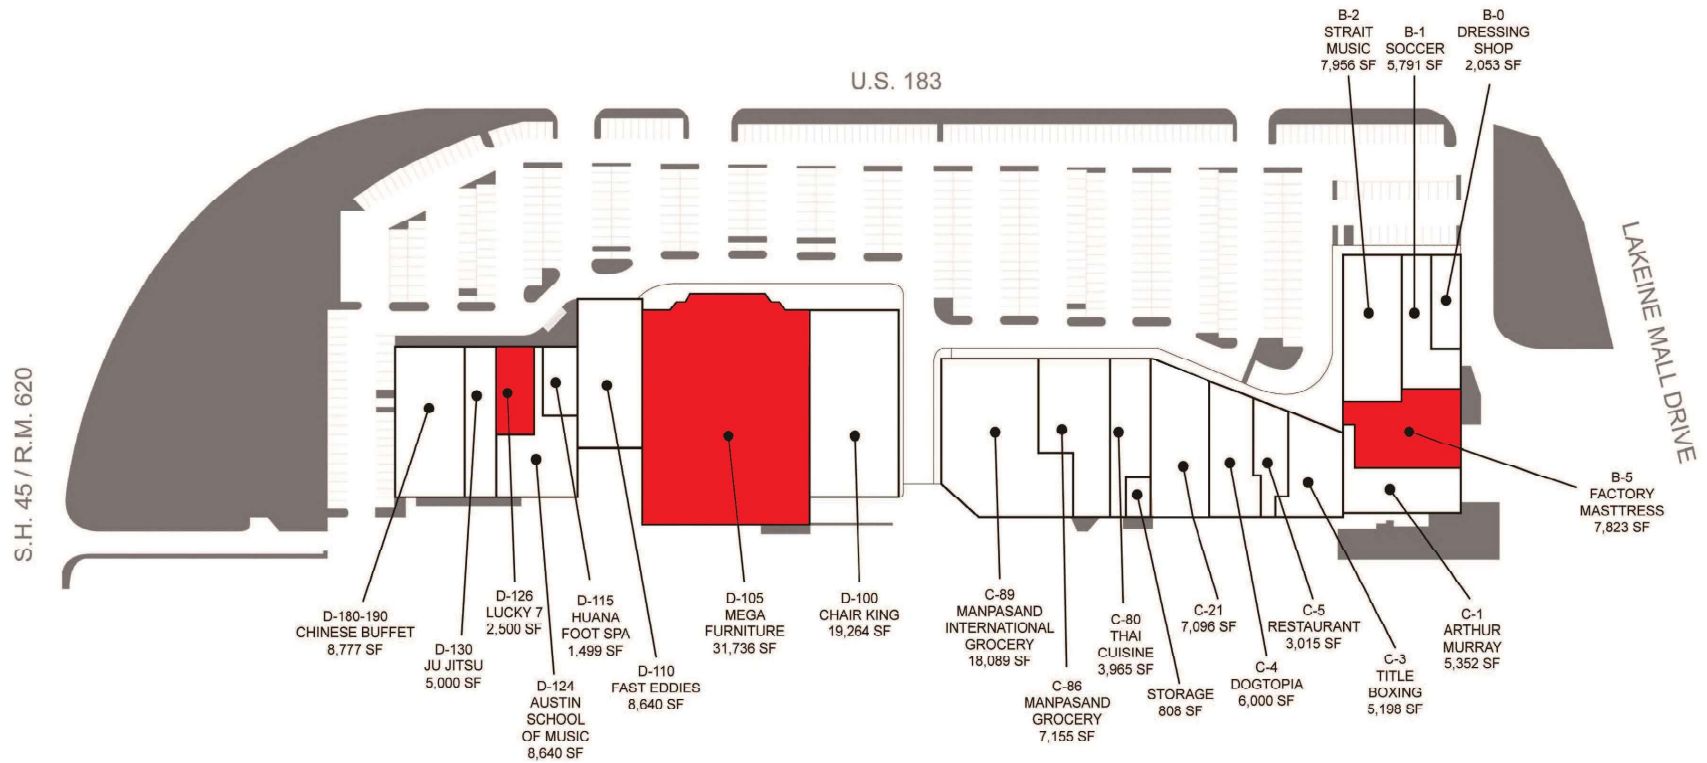 B-2
STRAIT
MUSIC
7,956 SF
B-1
SOCCER
5,791 SF
B-0
DRESSING
SHOP
2,053 SF
U.S. 183
LAKEINE MALL DRIVE
S.H. 45 / R.M. 620
B-5
FACTORY
MASTTRESS
7,823 SF
D-180-190
CHINESE BUFFET
8,777 SF
D-130
JU JITSU
5,000 SF
D-126
LUCKY 7
2,500 SF
D-124
AUSTIN
SCHOOL
OF MUSIC
8,640 SF
D-115
HUANA
FOOT SPA
1,499 SF
D-110
FAST EDDIES
8,640 SF
D-105
MEGA
FURNITURE
31,736 SF
D-100
CHAIR KING
19,264 SF
C-89
MANPASAND
INTERNATIONAL
GROCERY
18,089 SF
C-86
MANPASAND
GROCERY
7,155 SF
C-80
THAI
CUISINE
3,965 SF
STORAGE
808 SF
C-21
7,096 SF
C-4
DOGTOPIA
6,000 SF
C-5
RESTAURANT
3,015 SF
C-3
TITLE
BOXING
5,198 SF
C-1
ARTHUR
MURRAY
5,352 SF